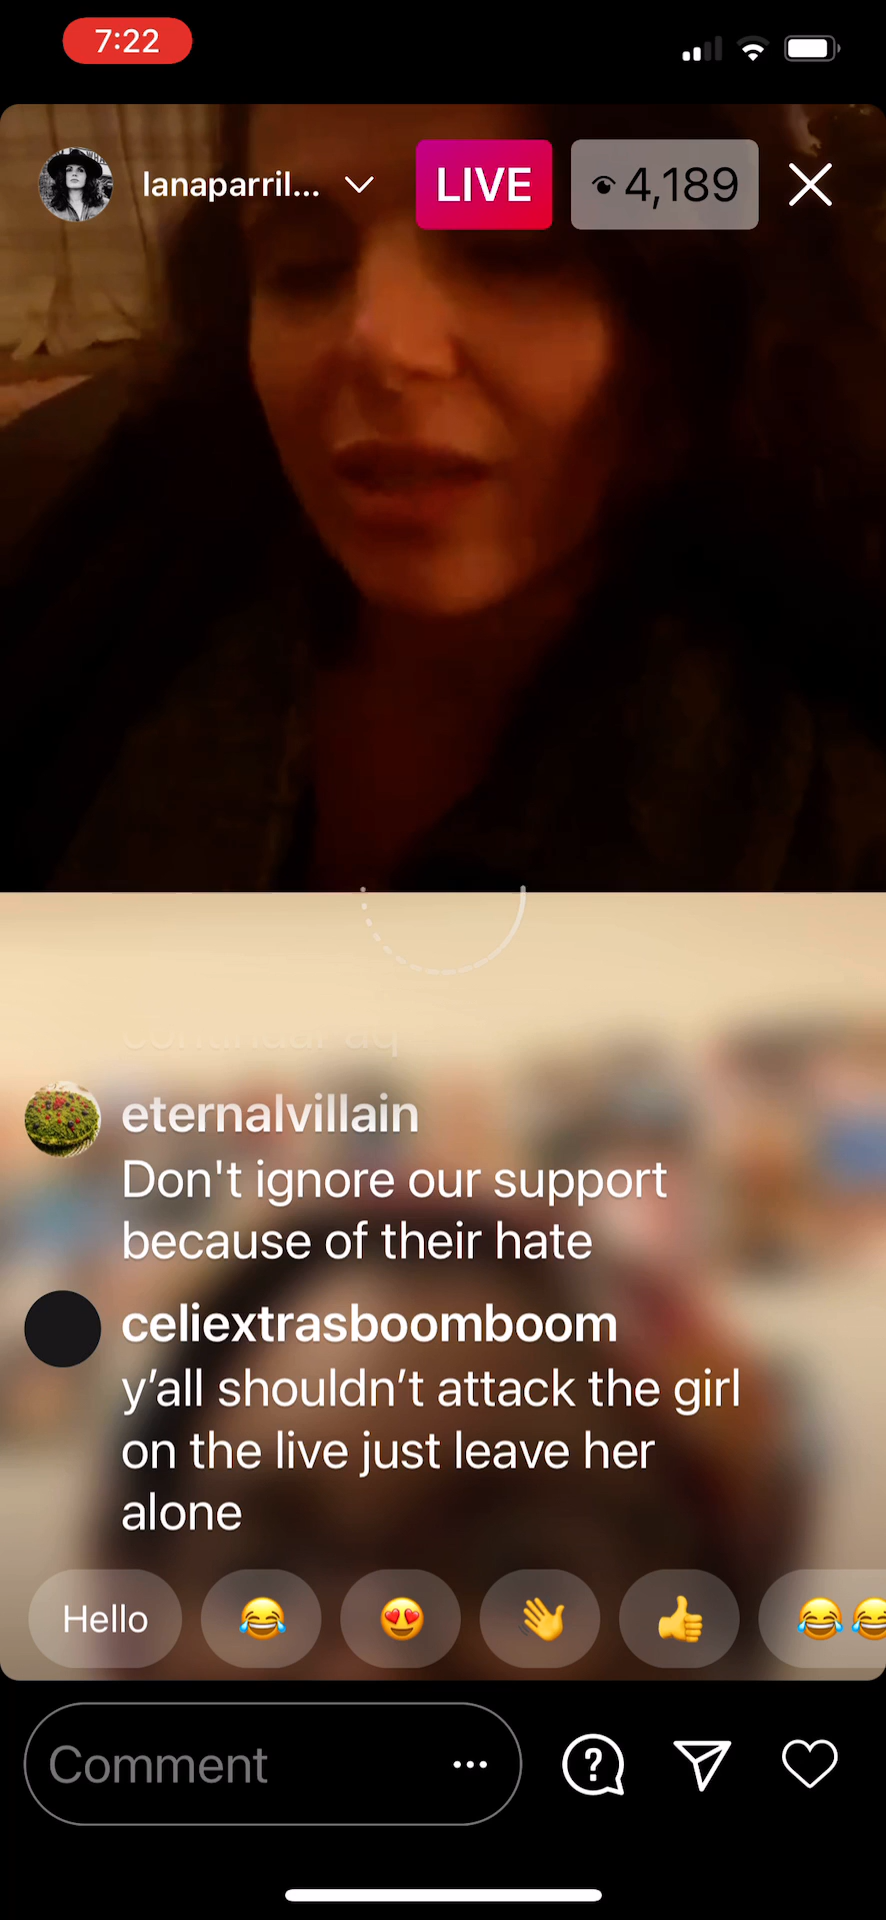 7:22
lanaparril...
LIVE
4,189
eternalvillain
Don't ignore our support
because of their hate
celiextrasboomboom
y’all shouldn’t attack the girl
on the live just leave her
alone
Hello
Comment